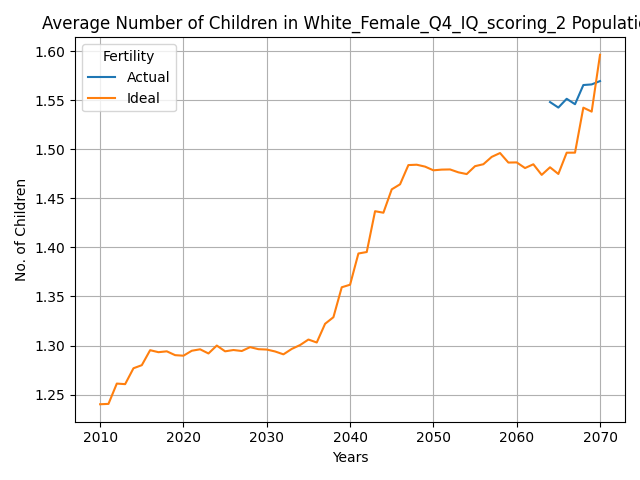 Average Number of Children in White_Female_Q4_IQ_scoring_2 Populatio
Fertility
Actual
Ideal
No. of Children
1.60
1.55
1.50
1.45
1.40
1.35
1.30
1.25
2010 2020 2030 2040 2050 2060 2070
Years